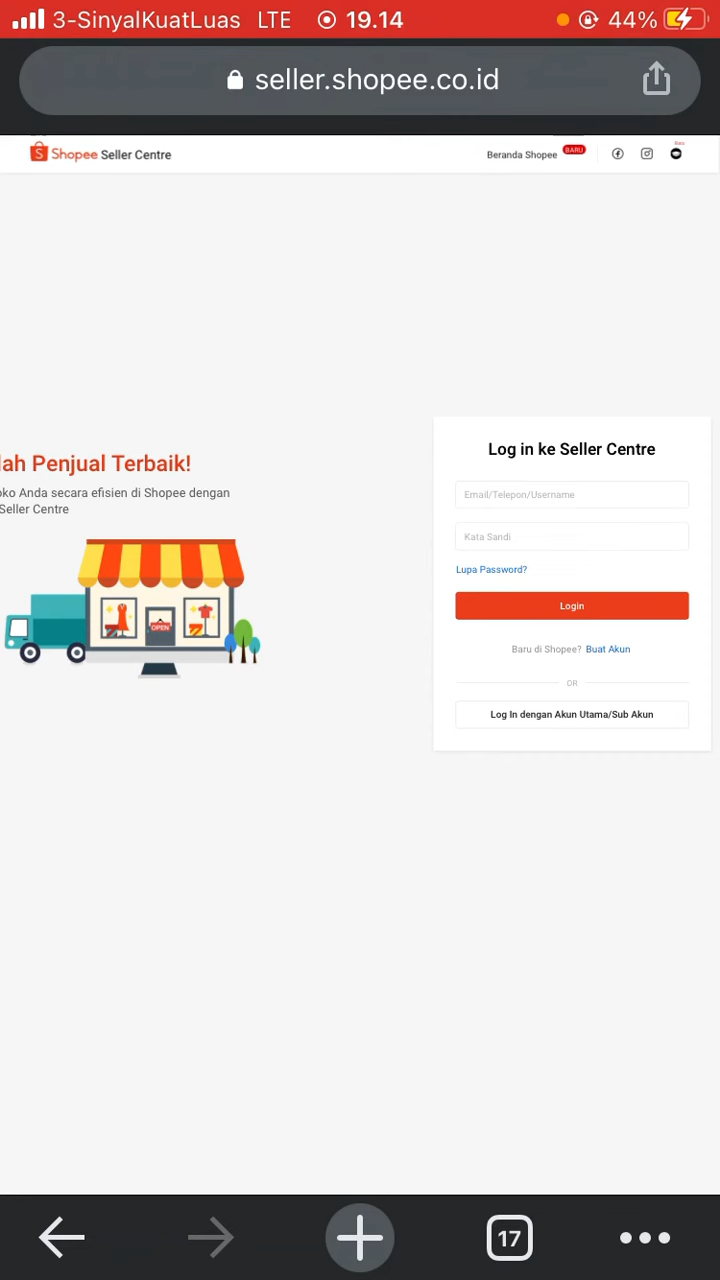 3-SinyalKuatLuas LTE 19.14 44%
seller.shopee.co.id
S Shopee Seller Centre
Beranda Shopee BARU
lah Penjual Terbaik!
oko Anda secara efisien di Shopee dengan
Seller Centre
OPEN
Log in ke Seller Centre
Email/Telepon/Username
Kata Sandi
Lupa Password?
Login
Baru di Shopee? Buat Akun
OR
Log In dengan Akun Utama/Sub Akun
17